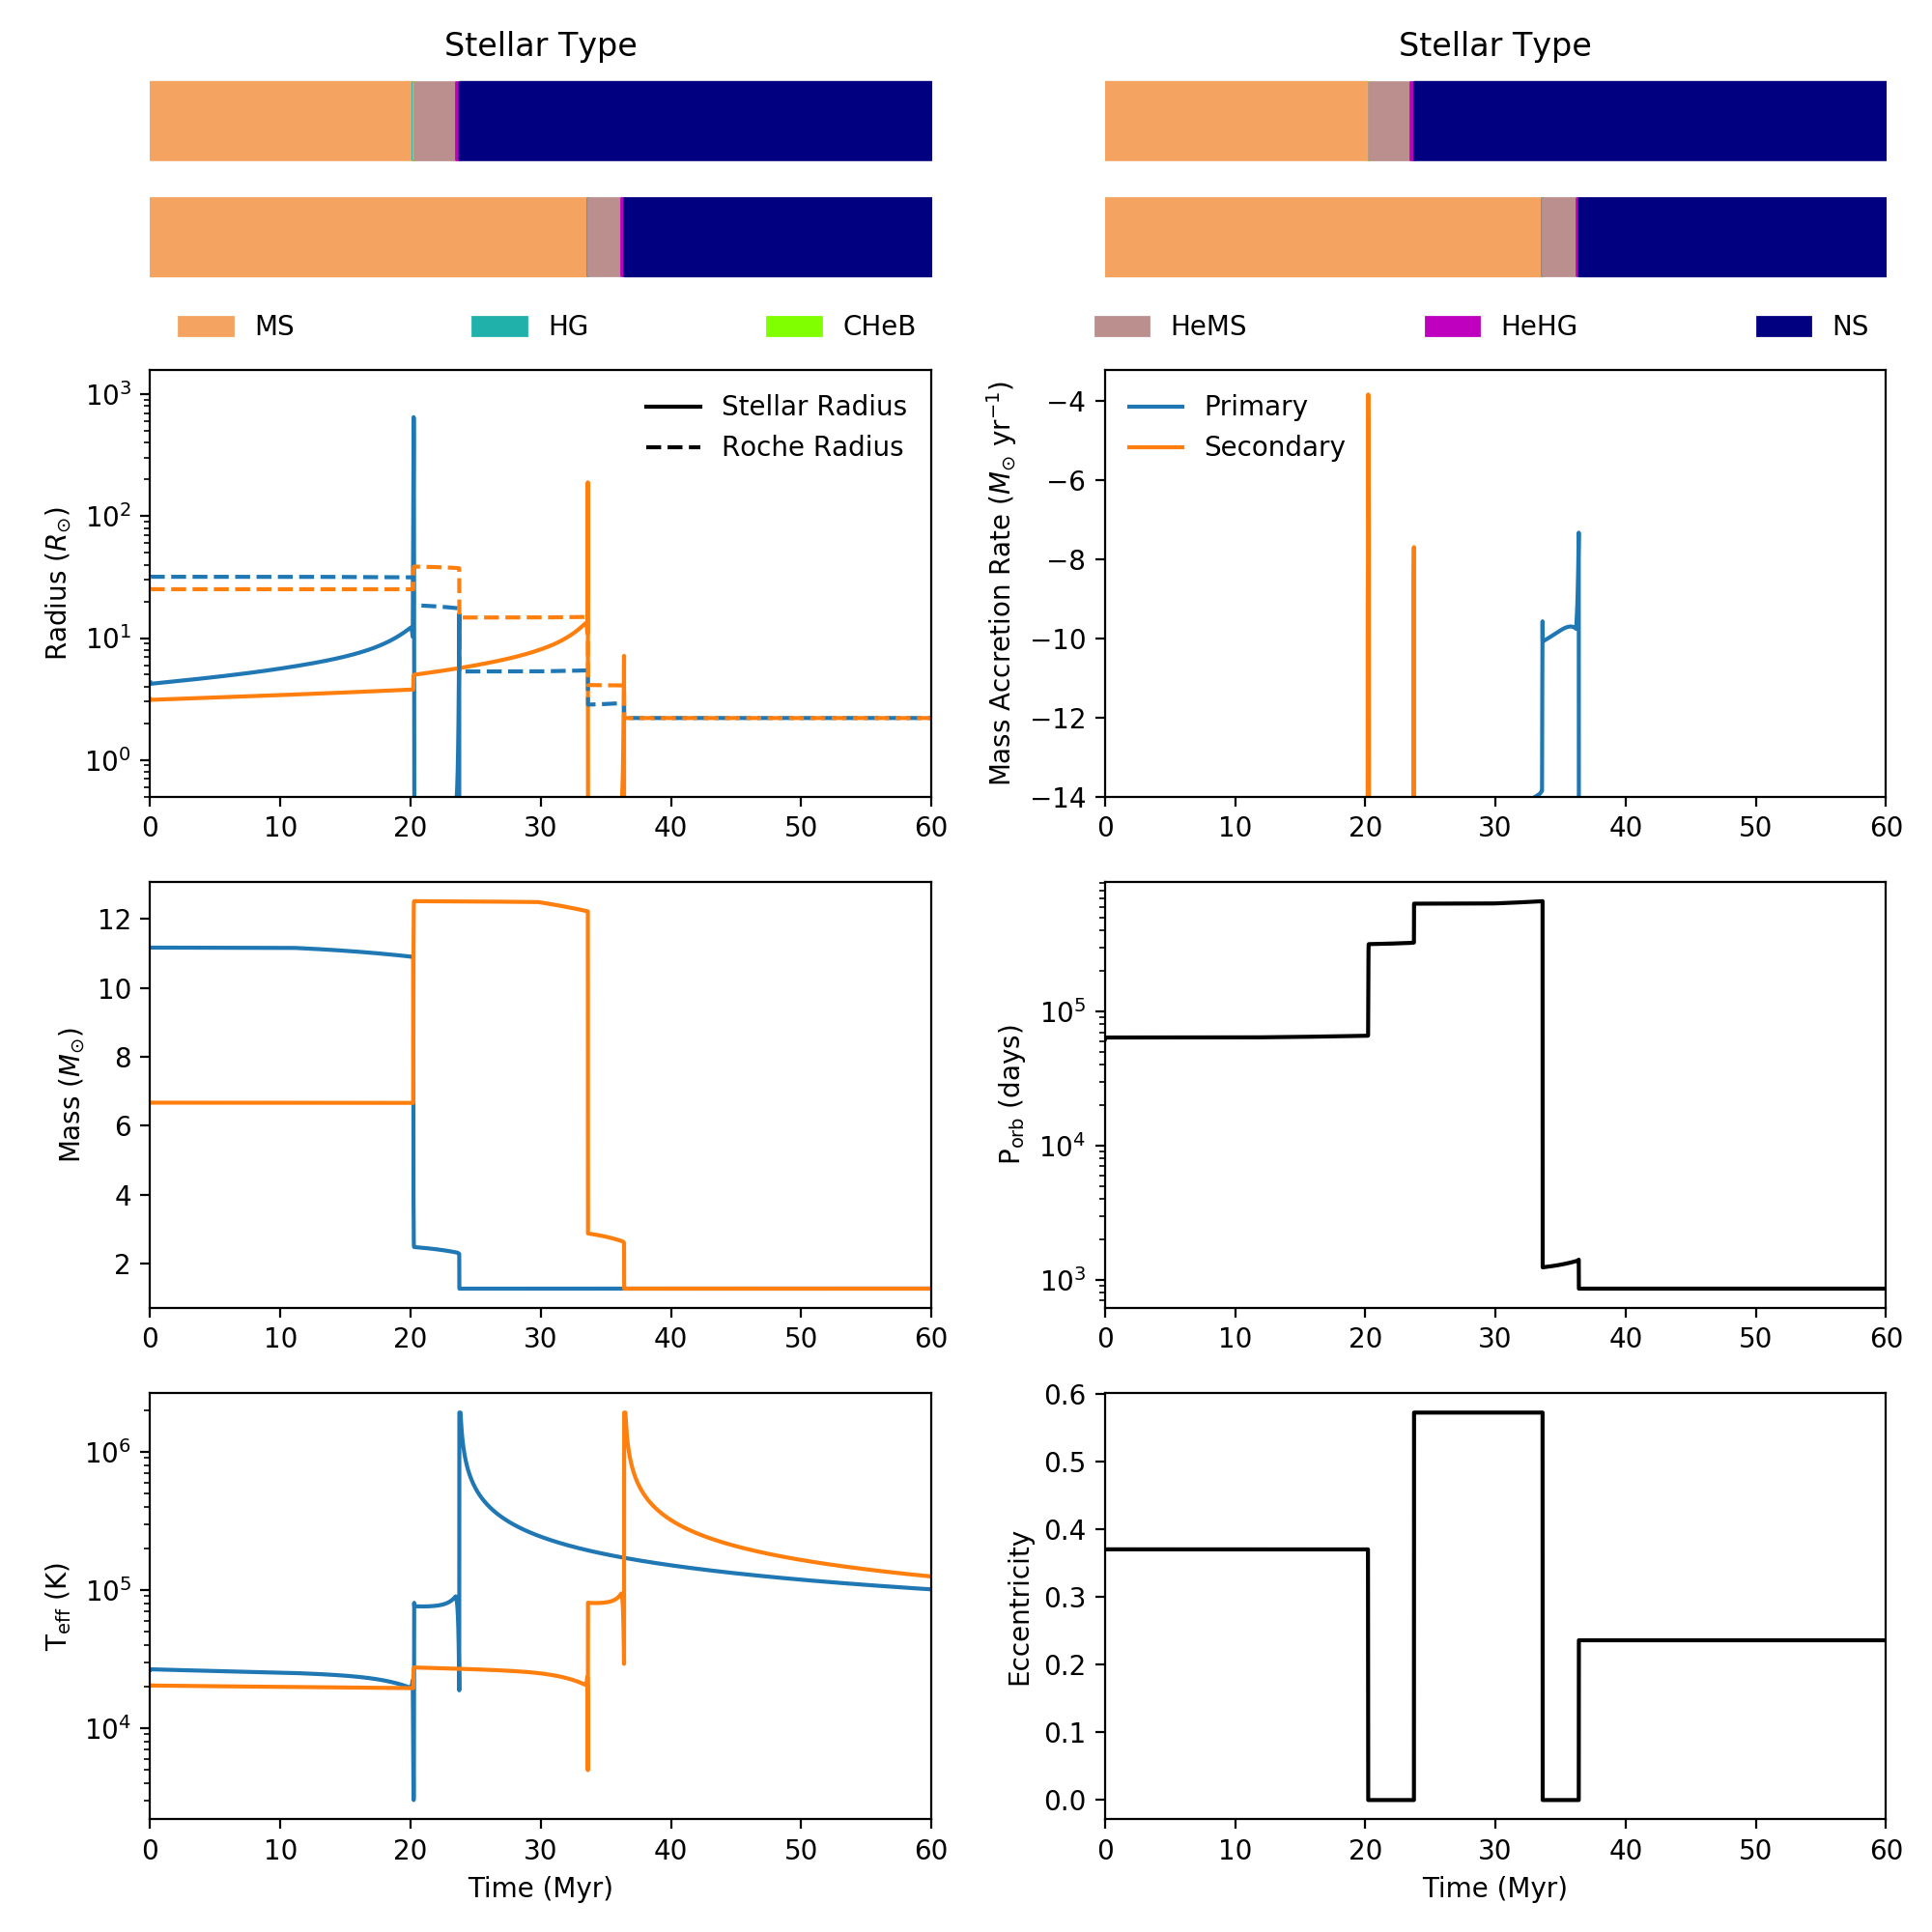 Stellar Type Stellar Type
MS HG CHeB HeMS HeHG NS
Radius (R⊙)
10³
10²
10¹
10⁰
Stellar Radius
Roche Radius
0 10 20 30 40 50 60
Mass Accretion Rate (M⊙ yr⁻¹)
−4
−6
−8
−10
−12
−14
Primary
Secondary
0 10 20 30 40 50 60
Mass (M⊙)
12
10
8
6
4
2
0 10 20 30 40 50 60
P_orb (days)
10⁵
10⁴
10³
0 10 20 30 40 50 60
T_eff (K)
10⁶
10⁵
10⁴
0 10 20 30 40 50 60
Time (Myr)
Eccentricity
0.6
0.5
0.4
0.3
0.2
0.1
0.0
0 10 20 30 40 50 60
Time (Myr)